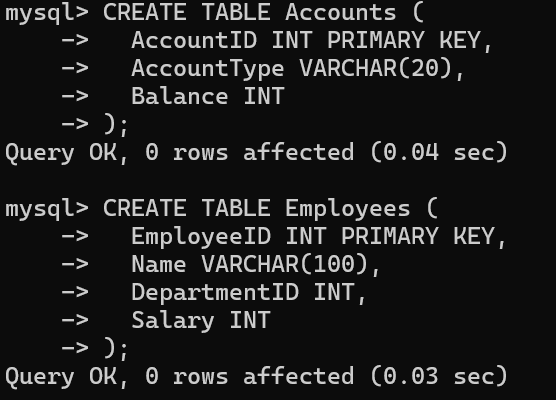 mysql> CREATE TABLE Accounts (
    ->   AccountID INT PRIMARY KEY,
    ->   AccountType VARCHAR(20),
    ->   Balance INT
    -> );
Query OK, 0 rows affected (0.04 sec)

mysql> CREATE TABLE Employees (
    ->   EmployeeID INT PRIMARY KEY,
    ->   Name VARCHAR(100),
    ->   DepartmentID INT,
    ->   Salary INT
    -> );
Query OK, 0 rows affected (0.03 sec)